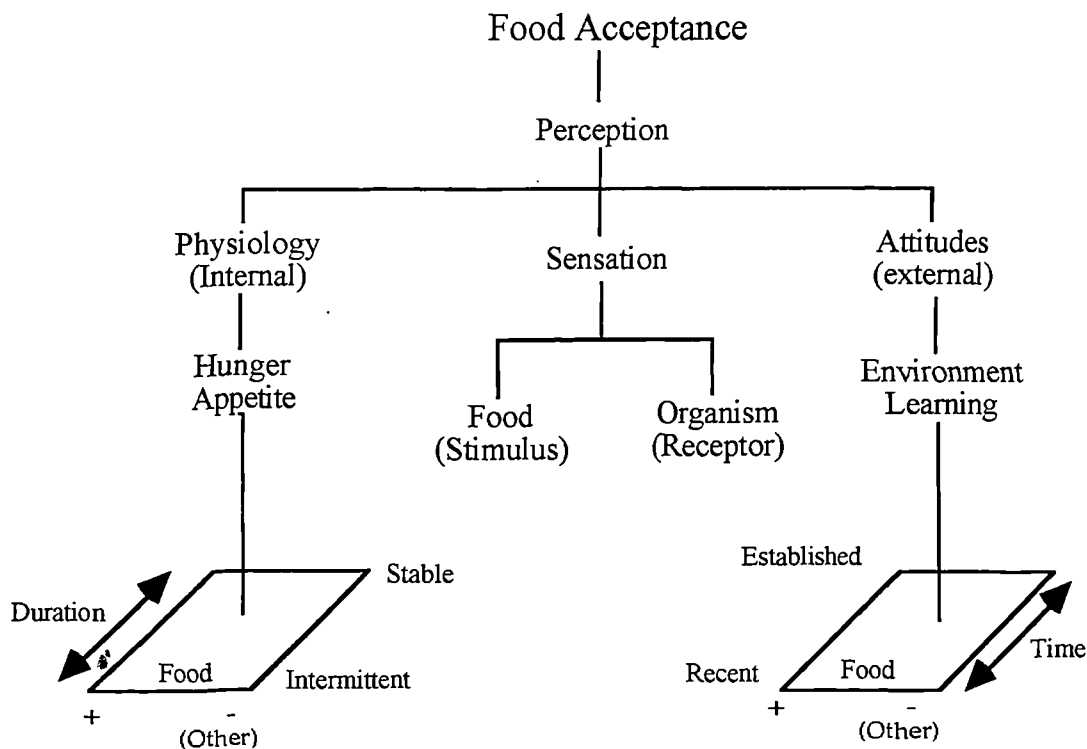 Food Acceptance
Perception
Physiology
(Internal)
Sensation
Attitudes
(external)
Hunger
Appetite
Food
(Stimulus)
Organism
(Receptor)
Environment
Learning
Duration
Stable
Food
Intermittent
+
-
(Other)
Established
Recent
Food
Time
+
-
(Other)